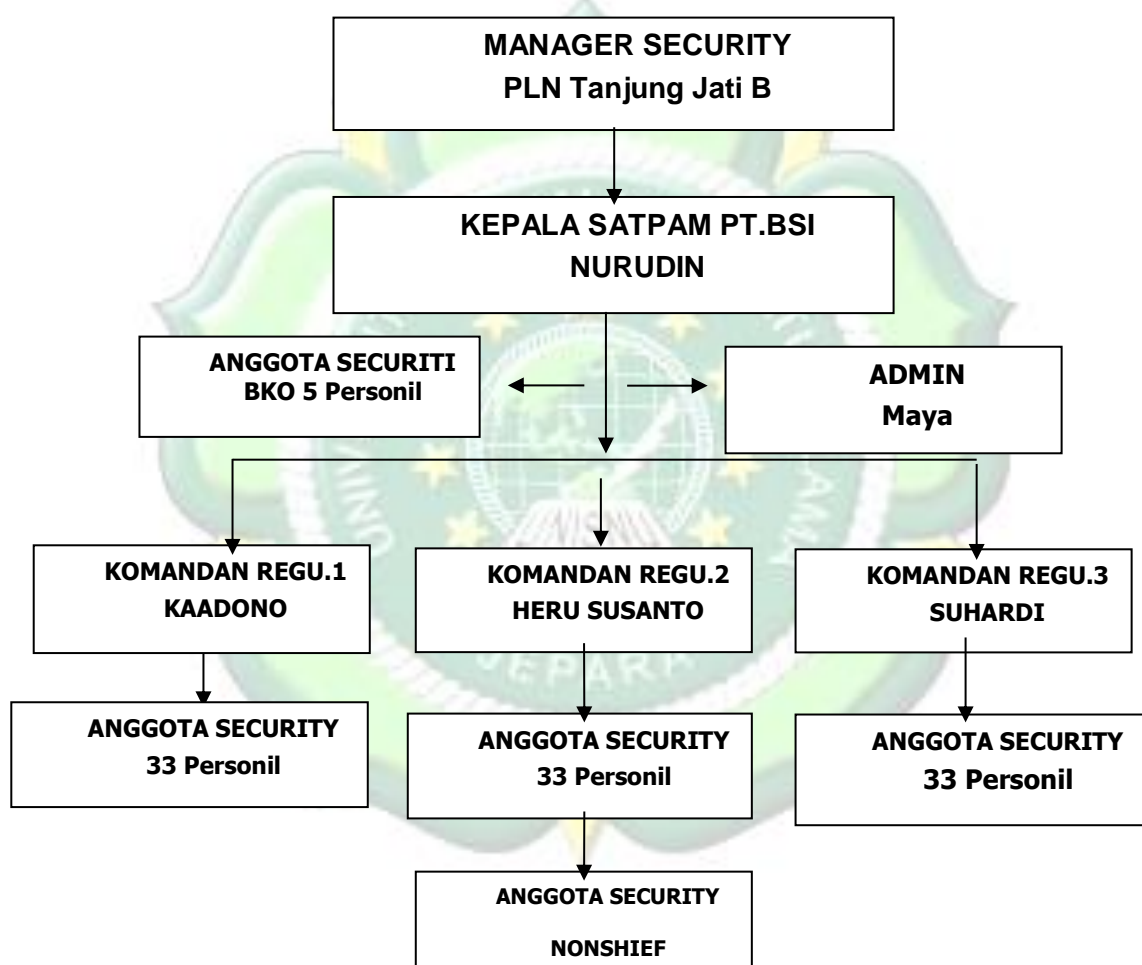 MANAGER SECURITY
PLN Tanjung Jati B
KEPALA SATPAM PT.BSI
NURUDIN
ANGGOTA SECURITI
BKO 5 Personil
ADMIN
Maya
KOMANDAN REGU.1
KAADONO
KOMANDAN REGU.2
HERU SUSANTO
KOMANDAN REGU.3
SUHARDI
JEPARA
ANGGOTA SECURITY
33 Personil
ANGGOTA SECURITY
33 Personil
ANGGOTA SECURITY
33 Personil
ANGGOTA SECURITY
NONSHIEF